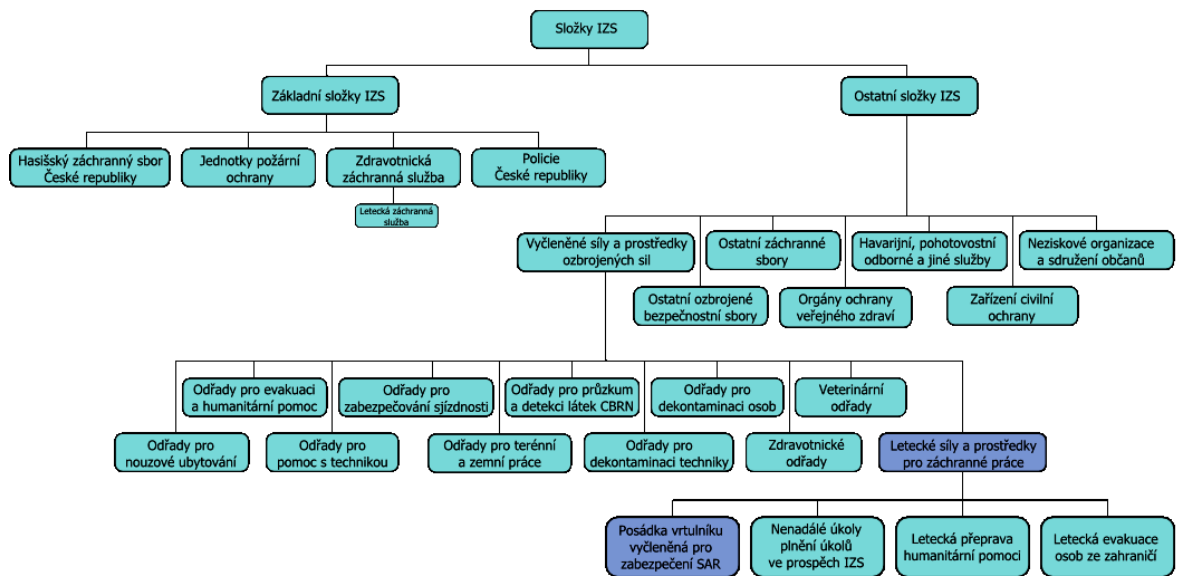 Složky IZS
Základní složky IZS
Ostatní složky IZS
Hasišský záchranný sbor
České republiky
Jednotky požární
ochrany
Zdravotnická
záchranná služba
Policie
České republiky
Letecká záchranná
služba
Vyčleněné síly a prostředky
ozbrojených sil
Ostatní záchranné
sbory
Havarijní, pohotovostní
odborné a jiné služby
Neziskové organizace
a sdružení občanů
Ostatní ozbrojené
bezpečnostní sbory
Orgány ochrany
veřejného zdraví
Zařízení civilní
ochrany
Odřady pro evakuaci
a humanitární pomoc
Odřady pro
zabezpečování sjízdnosti
Odřady pro průzkum
a detekci látek CBRN
Odřady pro
dekontaminaci osob
Veterinární
odřady
Odřady pro
nouzové ubytování
Odřady pro
pomoc s technikou
Odřady pro terénní
a zemní práce
Odřady pro
dekontaminaci techniky
Zdravotnické
odřady
Letecké síly a prostředky
pro záchranné práce
Posádka vrtulníku
vyčleněná pro
zabezpečení SAR
Nenadálé úkoly
plnění úkolů
ve prospěch IZS
Letecká přeprava
humanitární pomoci
Letecká evakuace
osob ze zahraničí